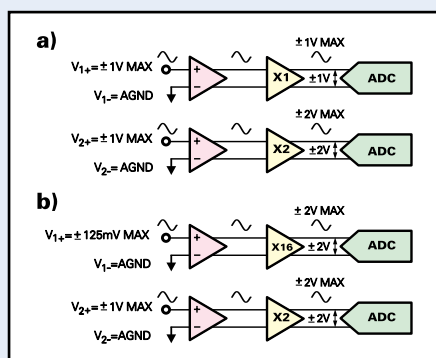 a)
± 1V MAX
V1+= ± 1V MAX
+
−
X1
±1V
ADC
V1-= AGND
± 2V MAX
V2+= ± 1V MAX
+
−
X2
±2V
ADC
V2-= AGND
b)
± 2V MAX
V1+= ± 125mV MAX
+
−
X16
± 2V
ADC
V1-=AGND
± 2V MAX
V2+= ± 1V MAX
+
−
X2
± 2V
ADC
V2-=AGND